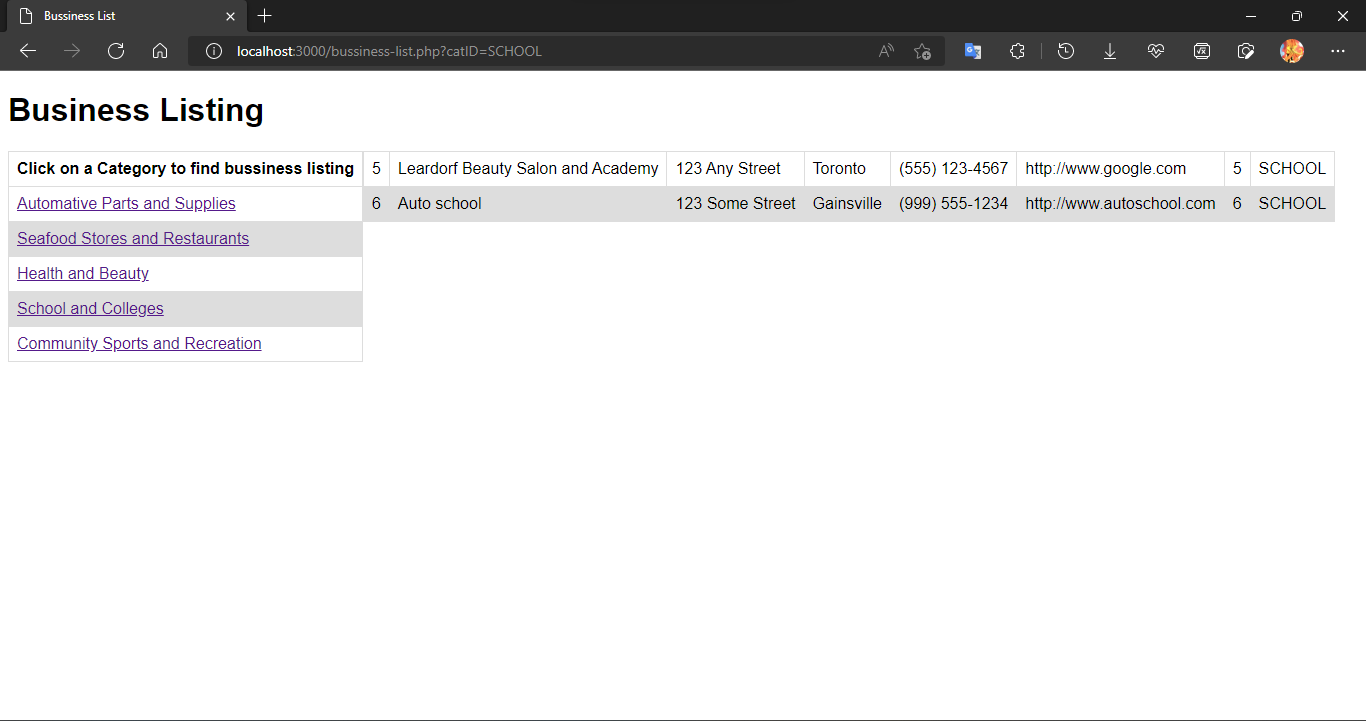 Bussiness List
localhost:3000/bussiness-list.php?catID=SCHOOL
Business Listing
Click on a Category to find bussiness listing
Automative Parts and Supplies
Seafood Stores and Restaurants
Health and Beauty
School and Colleges
Community Sports and Recreation
5 Leardorf Beauty Salon and Academy 123 Any Street Toronto (555) 123-4567 http://www.google.com 5 SCHOOL
6 Auto school 123 Some Street Gainsville (999) 555-1234 http://www.autoschool.com 6 SCHOOL